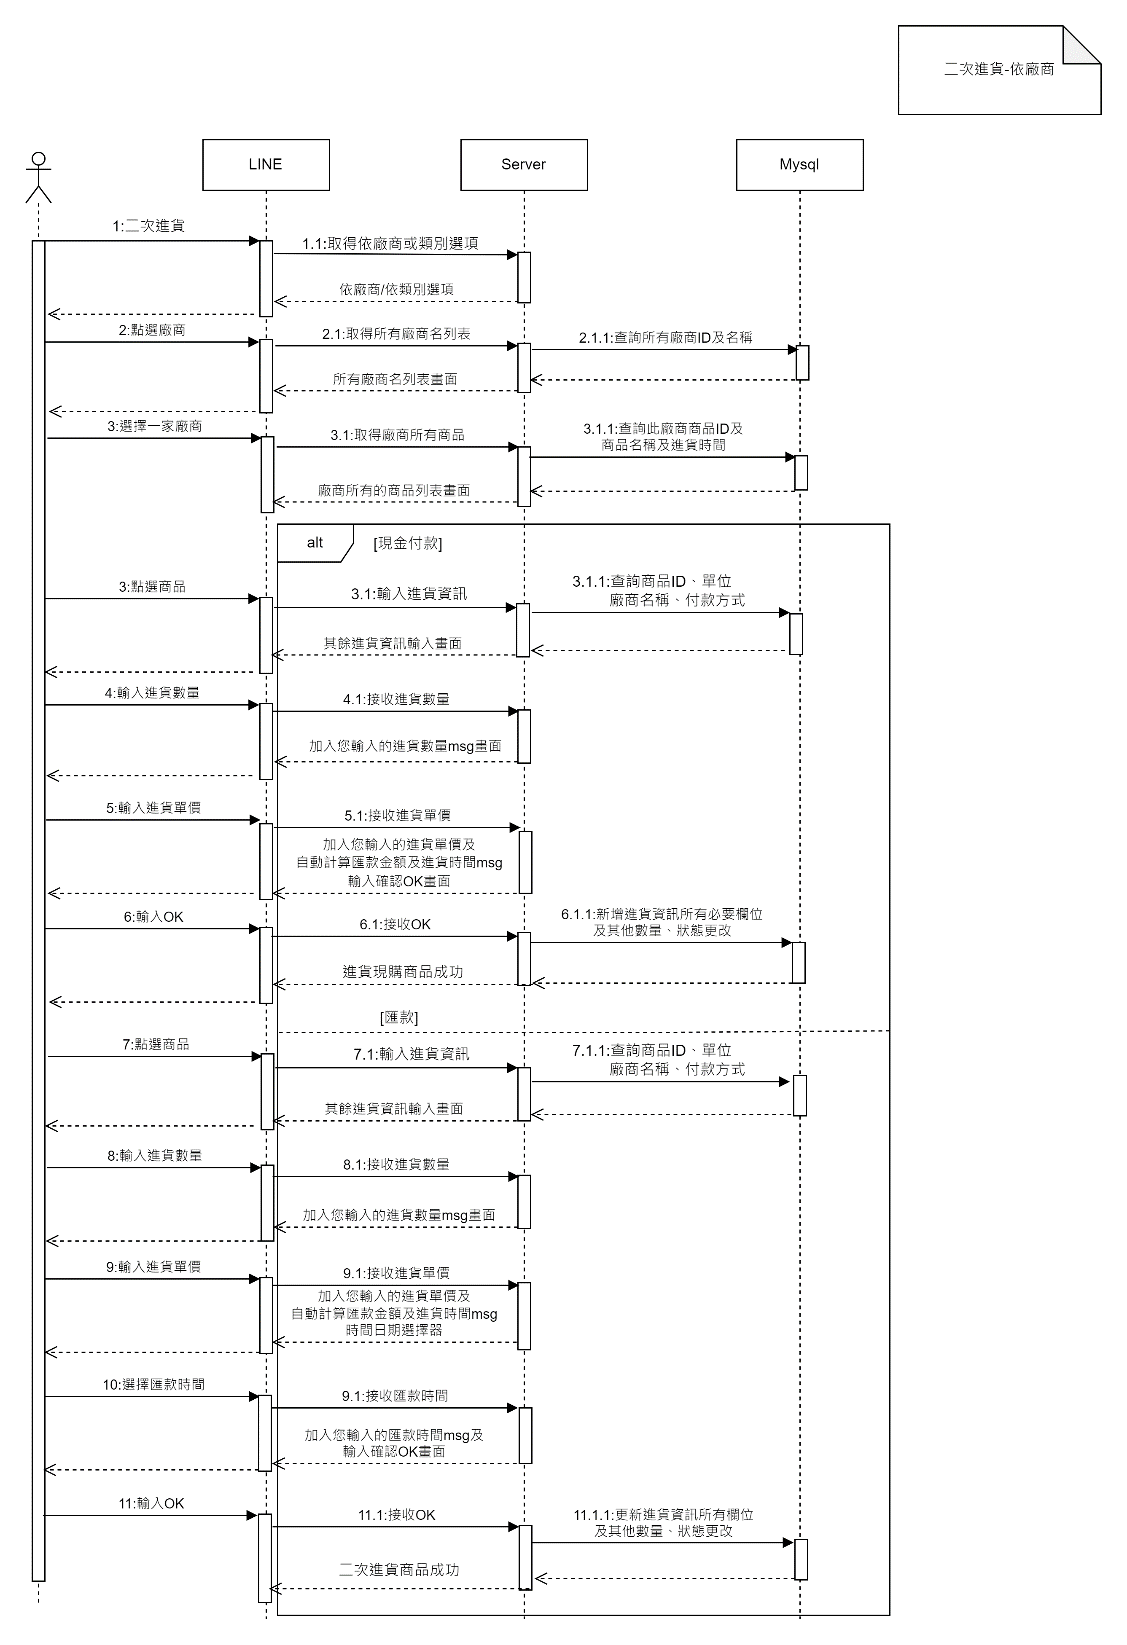 二次進貨-依廠商
LINE
Server
Mysql
1:二次進貨
1.1:取得依廠商或類別選項
依廠商/依類別選項
2:點選廠商
2.1:取得所有廠商名列表
2.1.1:查詢所有廠商ID及名稱
所有廠商名列表畫面
3:選擇一家廠商
3.1:取得廠商所有商品
3.1.1:查詢此廠商商品ID及
商品名稱及進貨時間
廠商所有的商品列表畫面
alt
[現金付款]
3:點選商品
3.1:輸入進貨資訊
3.1.1:查詢商品ID、單位
廠商名稱、付款方式
其餘進貨資訊輸入畫面
4:輸入進貨數量
4.1:接收進貨數量
加入您輸入的進貨數量msg畫面
5:輸入進貨單價
5.1:接收進貨單價
加入您輸入的進貨單價及
自動計算匯款金額及進貨時間msg
輸入確認OK畫面
6:輸入OK
6.1:接收OK
6.1.1:新增進貨資訊所有必要欄位
及其他數量、狀態更改
進貨現購商品成功
[匯款]
7:點選商品
7.1:輸入進貨資訊
7.1.1:查詢商品ID、單位
廠商名稱、付款方式
其餘進貨資訊輸入畫面
8:輸入進貨數量
8.1:接收進貨數量
加入您輸入的進貨數量msg畫面
9:輸入進貨單價
9.1:接收進貨單價
加入您輸入的進貨單價及
自動計算匯款金額及進貨時間msg
時間日期選擇器
10:選擇匯款時間
9.1:接收匯款時間
加入您輸入的匯款時間msg及
輸入確認OK畫面
11:輸入OK
11.1:接收OK
11.1.1:更新進貨資訊所有欄位
及其他數量、狀態更改
二次進貨商品成功